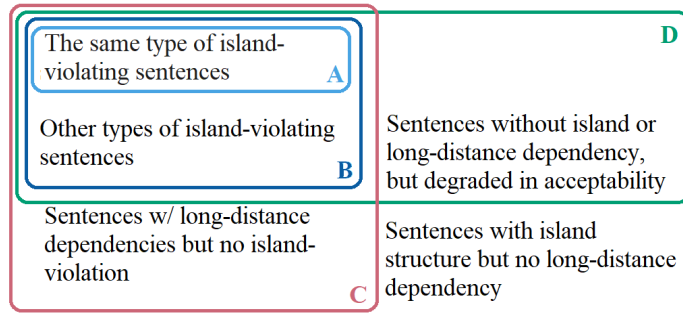 The same type of island-
violating sentences
A
D
Other types of island-violating
sentences
B
Sentences without island or
long-distance dependency,
but degraded in acceptability
Sentences w/ long-distance
dependencies but no island-
violation
C
Sentences with island
structure but no long-distance
dependency